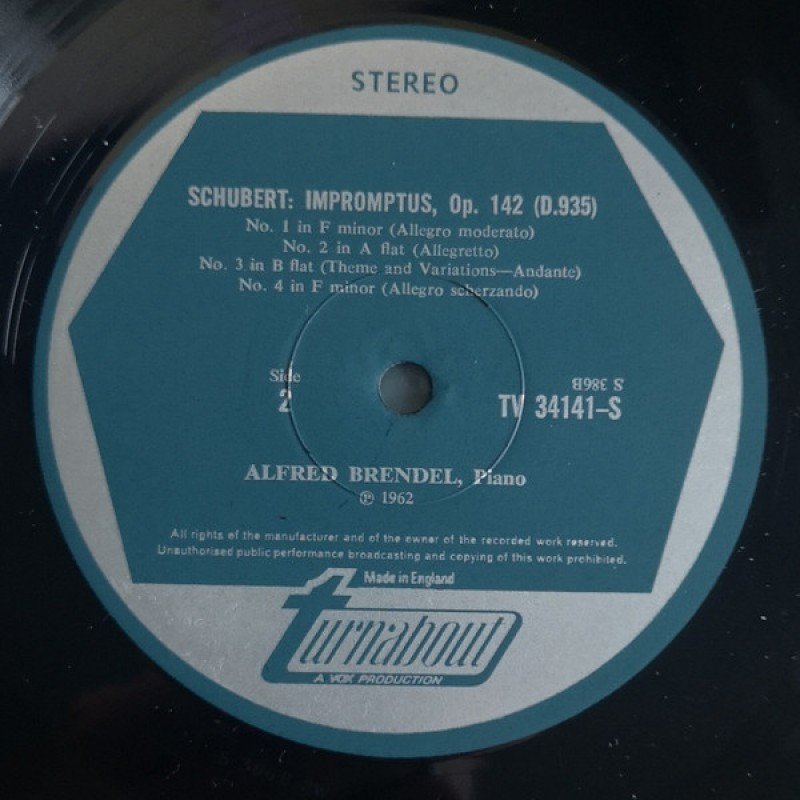 STEREO
SCHUBERT: IMPROMPTUS, Op. 142 (D.935)
No. 1 in F minor (Allegro moderato)
No. 2 in A flat (Allegretto)
No. 3 in B flat (Theme and Variations—Andante)
No. 4 in F minor (Allegro scherzando)
Side
2
S 386B
TV 34141-S
ALFRED BRENDEL, Piano
℗ 1962
All rights of the manufacturer and of the owner of the recorded work reserved.
Unauthorised public performance broadcasting and copying of this work prohibited.
Made in England
turnabout
A VOX PRODUCTION